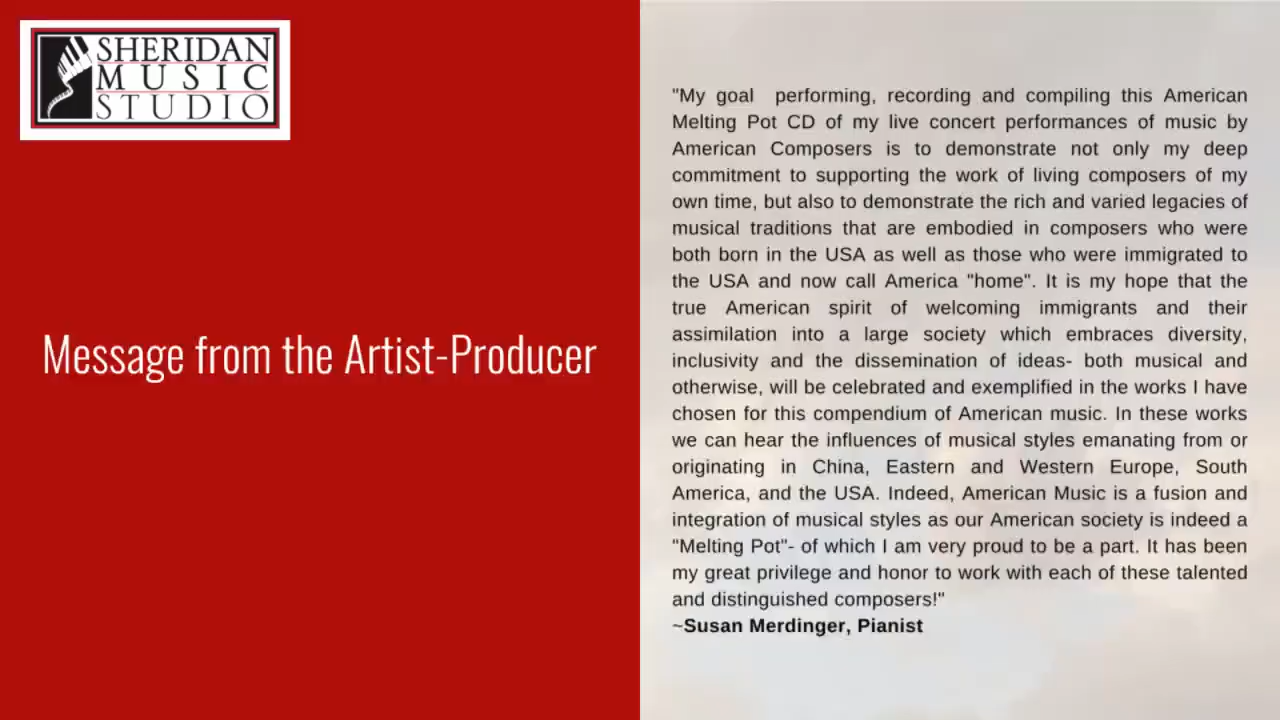 SHERIDAN
MUSIC
STUDIO
Message from the Artist-Producer
"My goal  performing, recording and compiling this American
Melting Pot CD of my live concert performances of music by
American Composers is to demonstrate not only my deep
commitment to supporting the work of living composers of my
own time, but also to demonstrate the rich and varied legacies of
musical traditions that are embodied in composers who were
both born in the USA as well as those who were immigrated to
the USA and now call America "home". It is my hope that the
true American spirit of welcoming immigrants and their
assimilation into a large society which embraces diversity,
inclusivity and the dissemination of ideas- both musical and
otherwise, will be celebrated and exemplified in the works I have
chosen for this compendium of American music. In these works
we can hear the influences of musical styles emanating from or
originating in China, Eastern and Western Europe, South
America, and the USA. Indeed, American Music is a fusion and
integration of musical styles as our American society is indeed a
"Melting Pot"- of which I am very proud to be a part. It has been
my great privilege and honor to work with each of these talented
and distinguished composers!"
~Susan Merdinger, Pianist